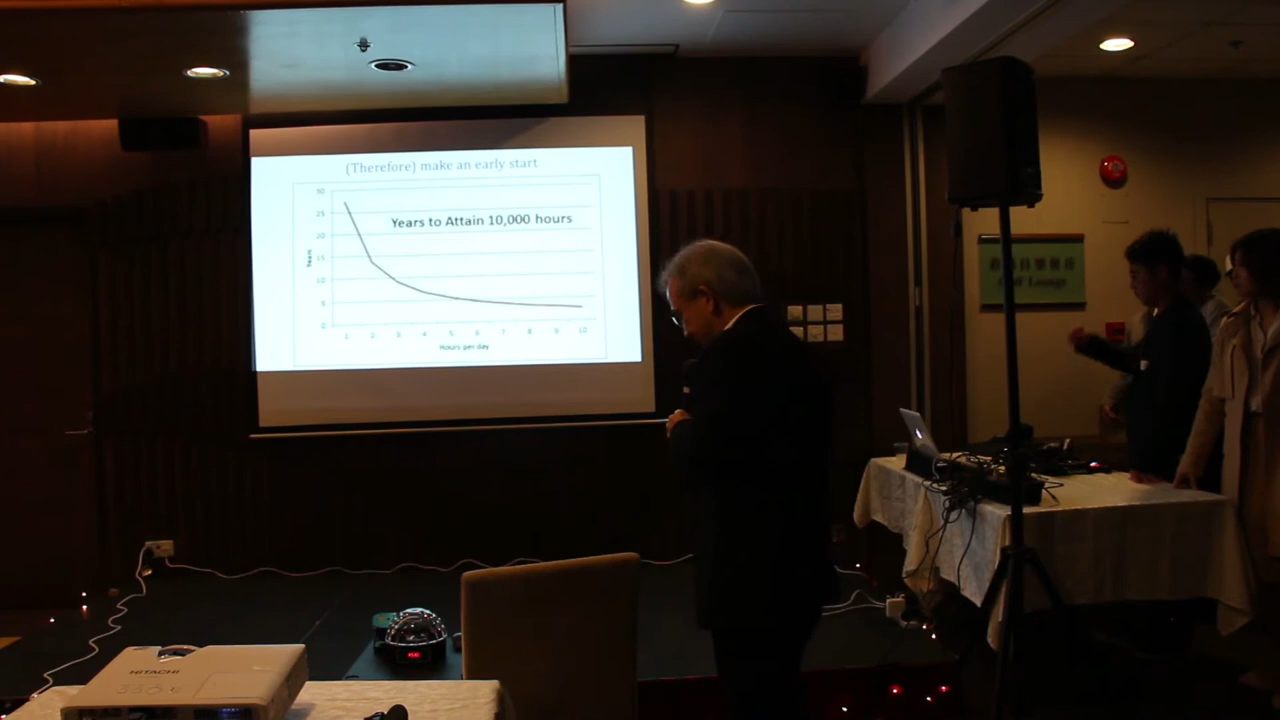 (Therefore) make an early start
Years to Attain 10,000 hours
30
25
20
15
10
5
0
Years
1 2 3 4 5 6 7 8 9 10
Hours per day
Lounge
HITACHI